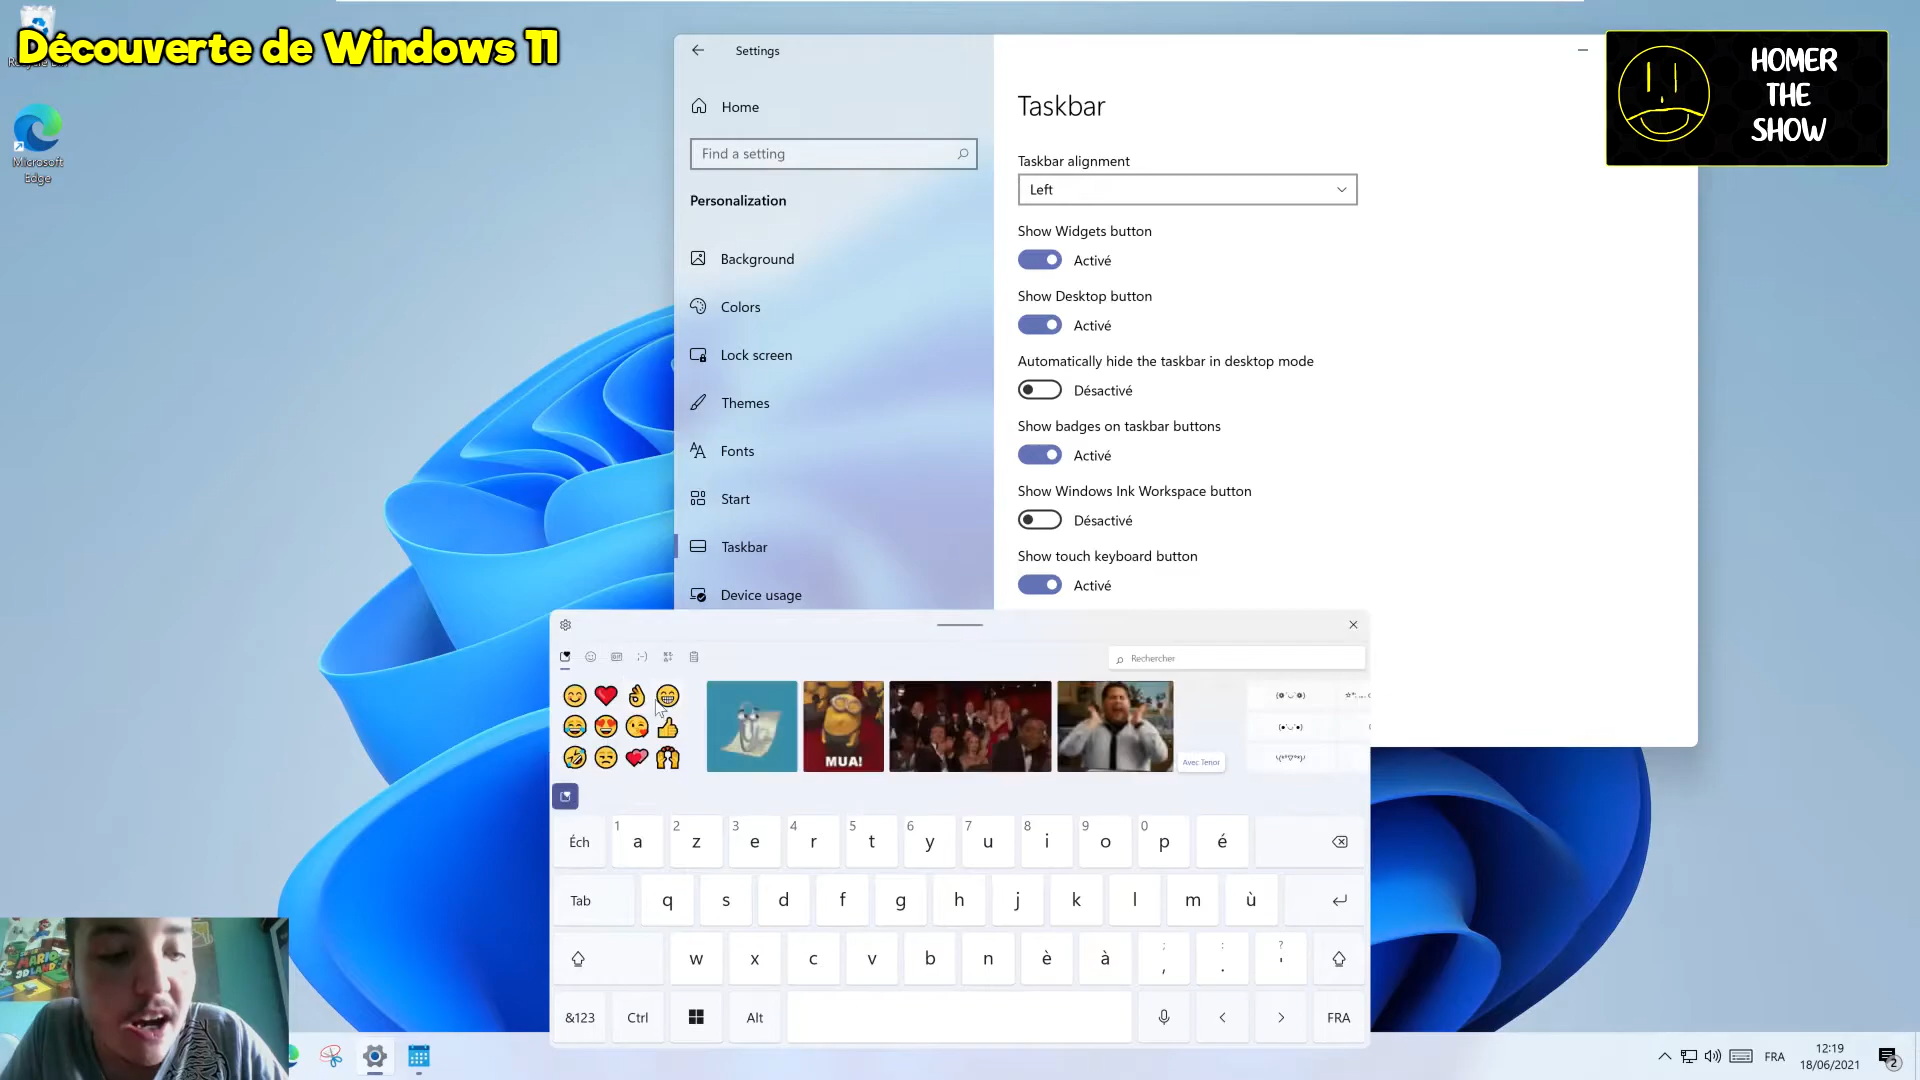 Découverte de Windows 11
Microsoft
Edge
Settings
Home
Find a setting
Personalization
Background
Colors
Lock screen
Themes
Fonts
Start
Taskbar
Device usage
Taskbar
Taskbar alignment
Left
Show Widgets button
Activé
Show Desktop button
Activé
Automatically hide the taskbar in desktop mode
Désactivé
Show badges on taskbar buttons
Activé
Show Windows Ink Workspace button
Désactivé
Show touch keyboard button
Activé
HOMER
THE
SHOW
Rechercher
MUA!
Avec Tenor
1 2 3 4 5 6 7 8 9 0
Éch a z e r t y u i o p é
Tab q s d f g h j k l m ù
; : ?
w x c v b n è à , . '
&123 Ctrl Alt < > FRA
MARIO
3D LAND
FRA
12:19
18/06/2021
2